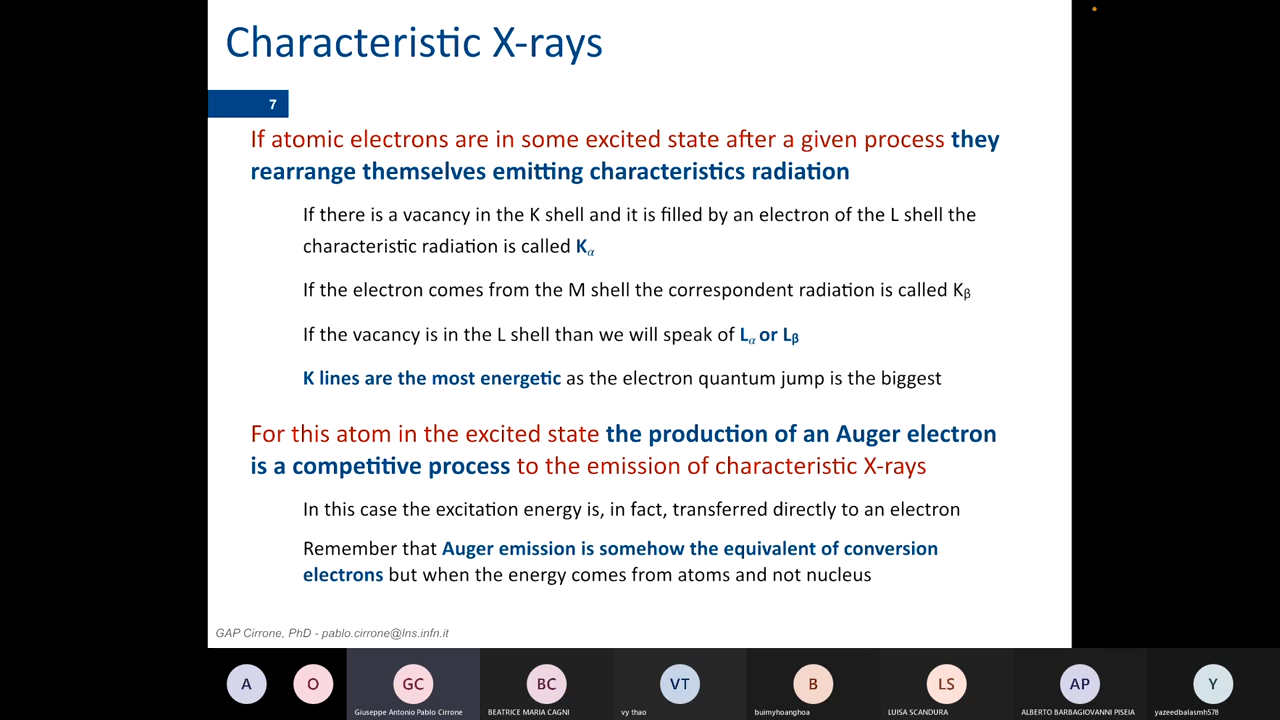 Characteristic X-rays
7
If atomic electrons are in some excited state after a given process they
rearrange themselves emitting characteristics radiation
If there is a vacancy in the K shell and it is filled by an electron of the L shell the
characteristic radiation is called Kα
If the electron comes from the M shell the correspondent radiation is called Kβ
If the vacancy is in the L shell than we will speak of Lα or Lβ
K lines are the most energetic as the electron quantum jump is the biggest
For this atom in the excited state the production of an Auger electron
is a competitive process to the emission of characteristic X-rays
In this case the excitation energy is, in fact, transferred directly to an electron
Remember that Auger emission is somehow the equivalent of conversion
electrons but when the energy comes from atoms and not nucleus
GAP Cirrone, PhD - pablo.cirrone@lns.infn.it
A O GC BC VT B LS AP Y
Giuseppe Antonio Pablo Cirrone BEATRICE MARIA CAGNI vy thao buimyhoanghoa LUISA SCANDURA ALBERTO BARBAGIOVANNI PISEIA yazeedbalasmh578